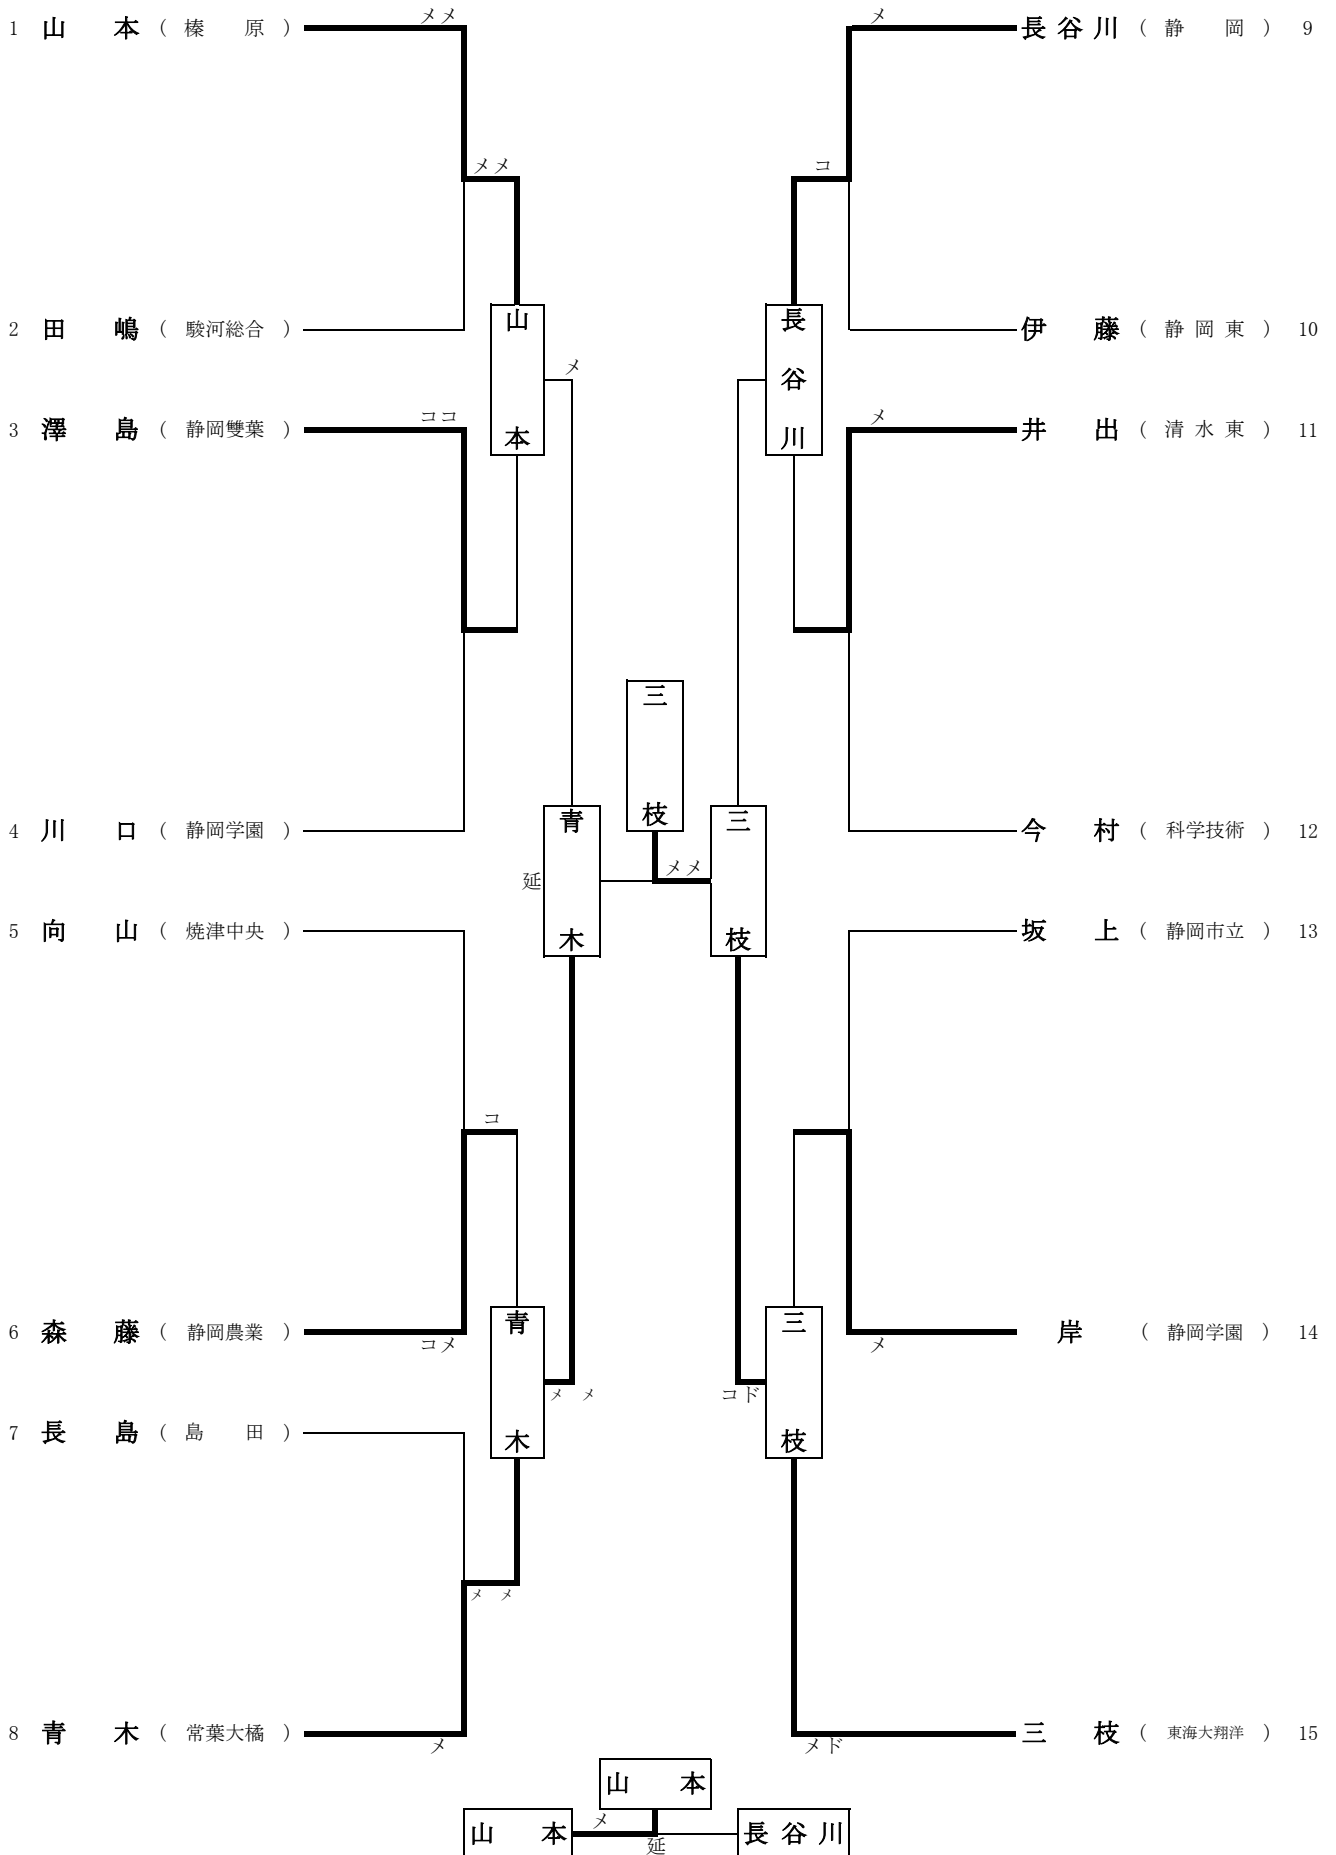 メメ メ
1 山 本 （ 榛 原 ） 長 谷 川 （ 静 岡 ） 9
メメ コ
2 田 嶋 （ 駿河総合 ） 山 長 伊 藤 （ 静 岡 東 ） 10
メ 谷
ココ メ
3 澤 島 （ 静岡雙葉 ） 本 川 井 出 （ 清 水 東 ） 11
三
4 川 口 （ 静岡学園 ） 青 枝 三 今 村 （ 科学技術 ） 12
延 メメ
5 向 山 （ 焼津中央 ） 木 枝 坂 上 （ 静岡市立 ） 13
コ
6 森 藤 （ 静岡農業 ） 青 三 岸 （ 静岡学園 ） 14
コメ メ
メ メ コド
7 長 島 （ 島 田 ） 木 枝
メ メ
8 青 木 （ 常葉大橘 ） 三 枝 （ 東海大翔洋 ） 15
メ メド
山 本
メ
山 本 長 谷 川
延